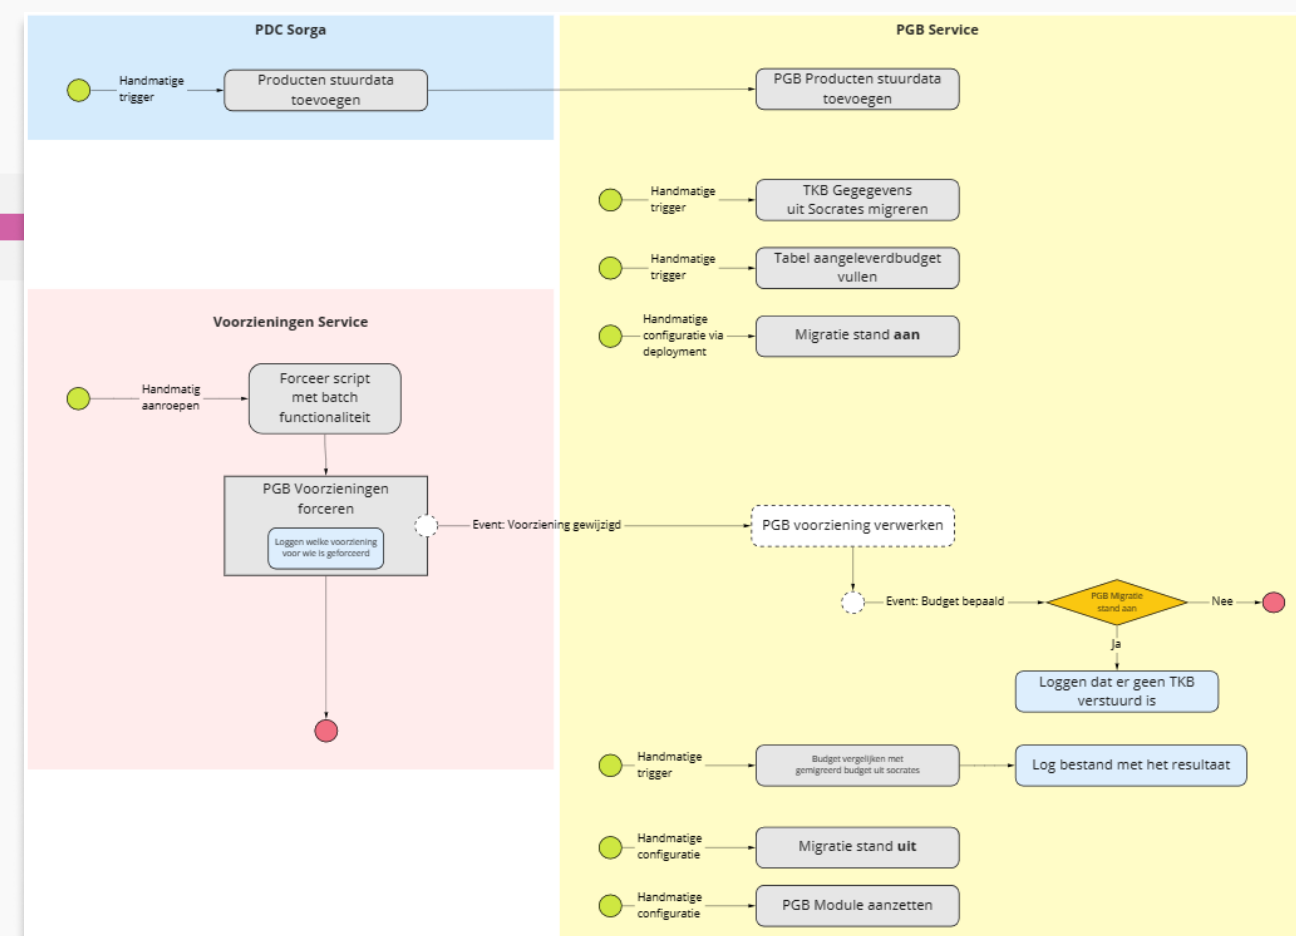 PDC Sorga
PGB Service
Handmatige
trigger
Producten stuurdata
toevoegen
PGB Producten stuurdata
toevoegen
Handmatige
trigger
TKB Gegegevens
uit Socrates migreren
Handmatige
trigger
Tabel aangeleverdbudget
vullen
Handmatige
configuratie via
deployment
Migratie stand aan
Voorzieningen Service
Handmatig
aanroepen
Forceer script
met batch
functionaliteit
PGB Voorzieningen
forceren
Loggen welke voorziening
voor wie is geforceerd
Event: Voorziening gewijzigd
PGB voorziening verwerken
Event: Budget bepaald
PGB Migratie
stand aan
Nee
Ja
Loggen dat er geen TKB
verstuurd is
Handmatige
trigger
Budget vergelijken met
gemigreerd budget uit socrates
Log bestand met het resultaat
Handmatige
configuratie
Migratie stand uit
Handmatige
configuratie
PGB Module aanzetten